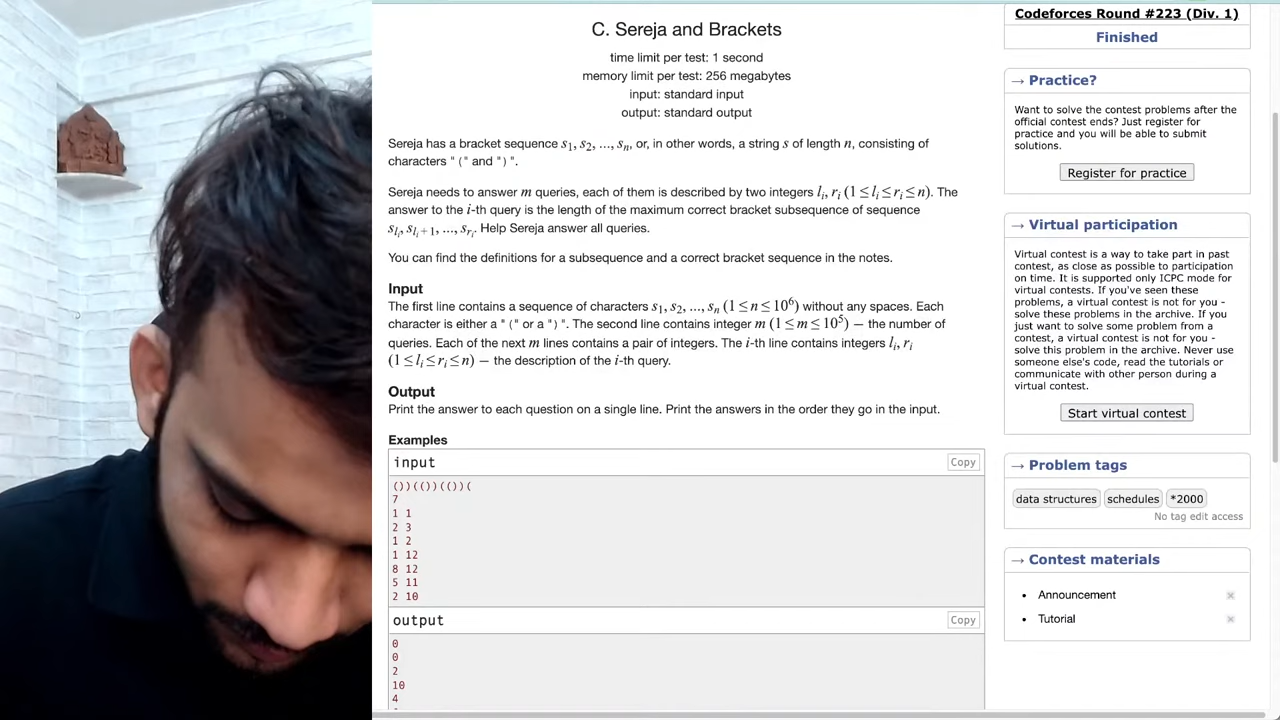 C. Sereja and Brackets
time limit per test: 1 second
memory limit per test: 256 megabytes
input: standard input
output: standard output
Sereja has a bracket sequence s1, s2, ..., sn, or, in other words, a string s of length n, consisting of
characters "(" and ")".
Sereja needs to answer m queries, each of them is described by two integers li, ri (1 ≤ li ≤ ri ≤ n). The
answer to the i-th query is the length of the maximum correct bracket subsequence of sequence
sli, sli + 1, ..., sri. Help Sereja answer all queries.
You can find the definitions for a subsequence and a correct bracket sequence in the notes.
Input
The first line contains a sequence of characters s1, s2, ..., sn (1 ≤ n ≤ 10^6) without any spaces. Each
character is either a "(" or a ")". The second line contains integer m (1 ≤ m ≤ 10^5) — the number of
queries. Each of the next m lines contains a pair of integers. The i-th line contains integers li, ri
(1 ≤ li ≤ ri ≤ n) — the description of the i-th query.
Output
Print the answer to each question on a single line. Print the answers in the order they go in the input.
Examples
input
Copy
())(())(())(
7
1 1
2 3
1 2
1 12
8 12
5 11
2 10
output
Copy
0
0
2
10
4
Codeforces Round #223 (Div. 1)
Finished
→ Practice?
Want to solve the contest problems after the
official contest ends? Just register for
practice and you will be able to submit
solutions.
Register for practice
→ Virtual participation
Virtual contest is a way to take part in past
contest, as close as possible to participation
on time. It is supported only ICPC mode for
virtual contests. If you've seen these
problems, a virtual contest is not for you -
solve these problems in the archive. If you
just want to solve some problem from a
contest, a virtual contest is not for you -
solve this problem in the archive. Never use
someone else's code, read the tutorials or
communicate with other person during a
virtual contest.
Start virtual contest
→ Problem tags
data structures
schedules
*2000
No tag edit access
→ Contest materials
• Announcement
• Tutorial